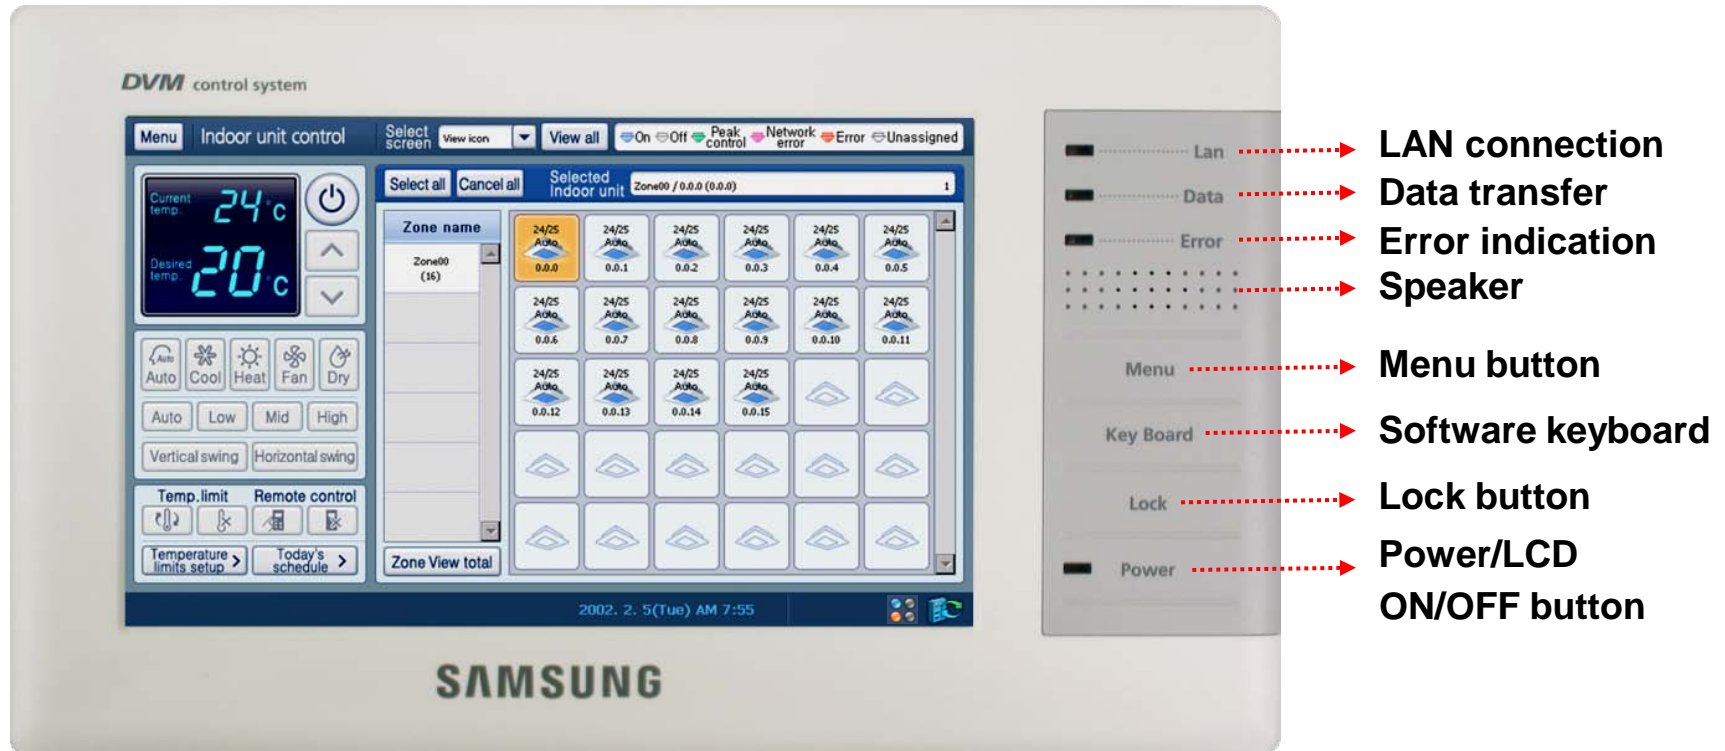 DVM control system
Menu Indoor unit control Select screen View icon View all On Off Peak control Network error Error Unassigned
Current temp. 24°C
Desired temp. 20°C
Auto Cool Heat Fan Dry
Auto Low Mid High
Vertical swing Horizontal swing
Temp.limit Remote control
Temperature limits setup > Today's schedule >
Select all Cancel all Selected Indoor unit Zone00 / 0.0.0 (0.0.0) 1
Zone name
Zone00
(16)
Zone View total
24/25 24/25 24/25 24/25 24/25 24/25
Auto Auto Auto Auto Auto Auto
0.0.0 0.0.1 0.0.2 0.0.3 0.0.4 0.0.5
24/25 24/25 24/25 24/25 24/25 24/25
Auto Auto Auto Auto Auto Auto
0.0.6 0.0.7 0.0.8 0.0.9 0.0.10 0.0.11
24/25 24/25 24/25 24/25
Auto Auto Auto Auto
0.0.12 0.0.13 0.0.14 0.0.15
2002. 2. 5(Tue) AM 7:55
SAMSUNG
Lan LAN connection
Data Data transfer
Error Error indication
Speaker
Menu Menu button
Key Board Software keyboard
Lock Lock button
Power Power/LCD
ON/OFF button